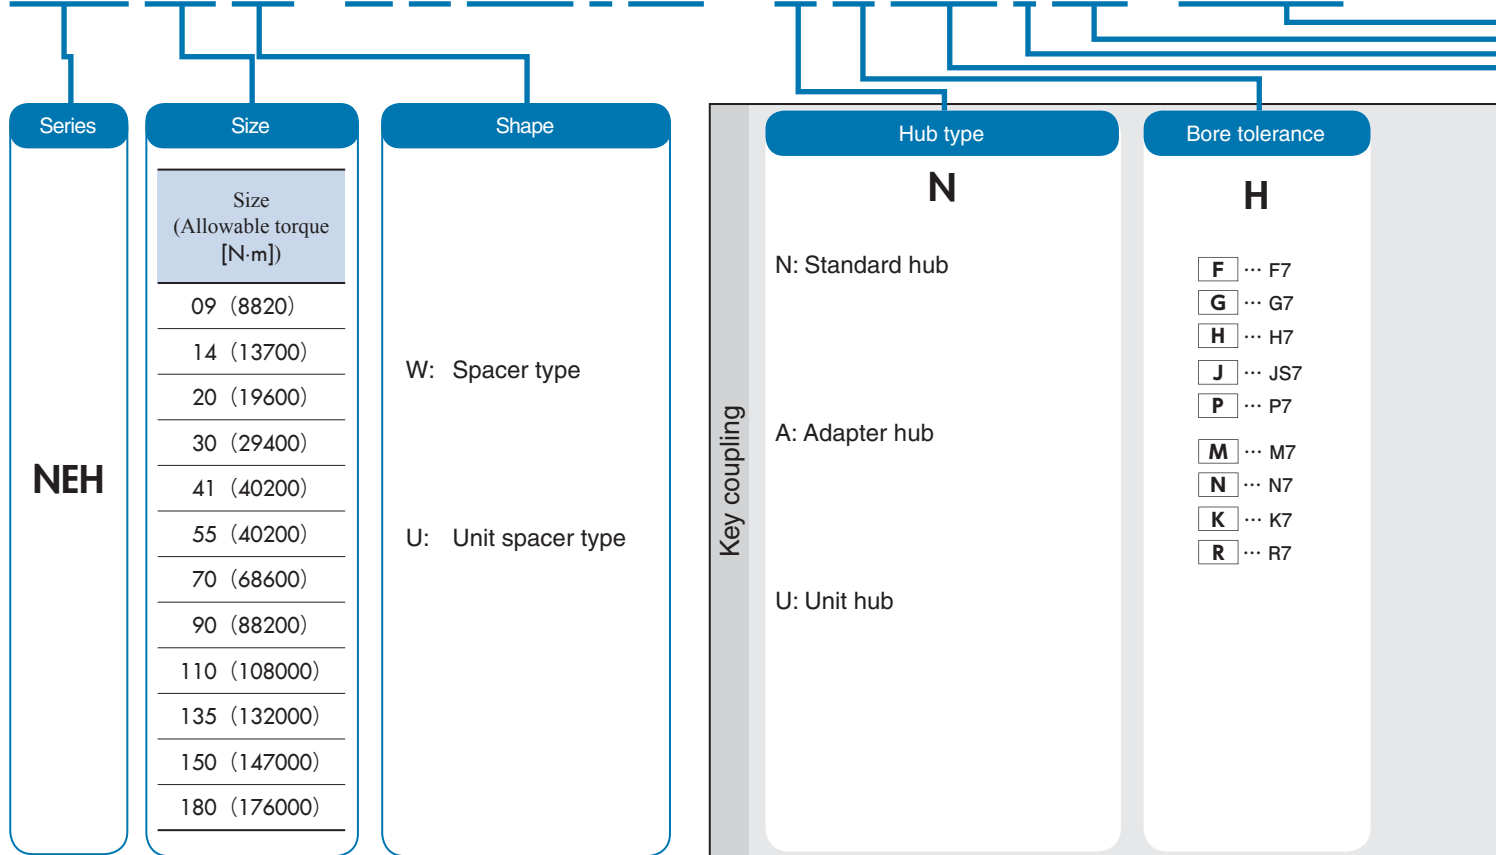 Series
NEH
Size
Size
(Allowable torque
[N·m])
09 (8820)
14 (13700)
20 (19600)
30 (29400)
41 (40200)
55 (40200)
70 (68600)
90 (88200)
110 (108000)
135 (132000)
150 (147000)
180 (176000)
Shape
W: Spacer type
U: Unit spacer type
Key coupling
Hub type
N
N: Standard hub
A: Adapter hub
U: Unit hub
Bore tolerance
H
F ··· F7
G ··· G7
H ··· H7
J ··· JS7
P ··· P7
M ··· M7
N ··· N7
K ··· K7
R ··· R7